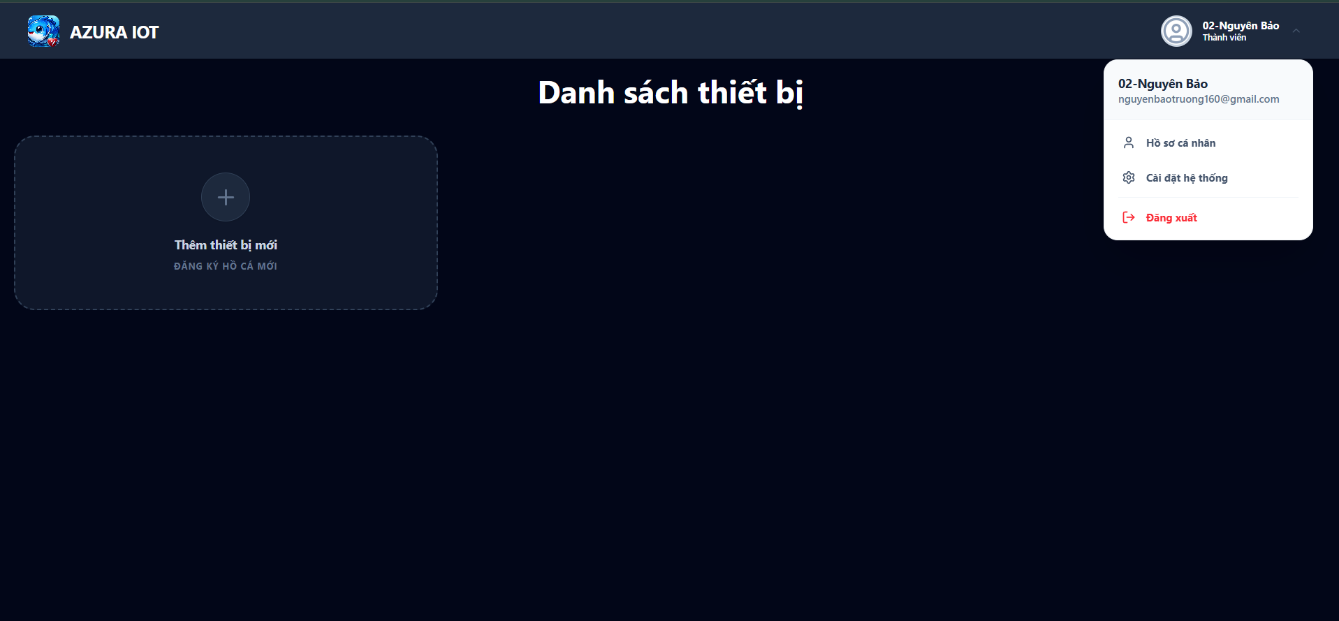 AZURA IOT
02-Nguyên Bảo
Thành viên
02-Nguyên Bảo
nguyenbaotruong160@gmail.com
Hồ sơ cá nhân
Cài đặt hệ thống
Đăng xuất
Danh sách thiết bị
Thêm thiết bị mới
ĐĂNG KÝ HỒ CÁ MỚI